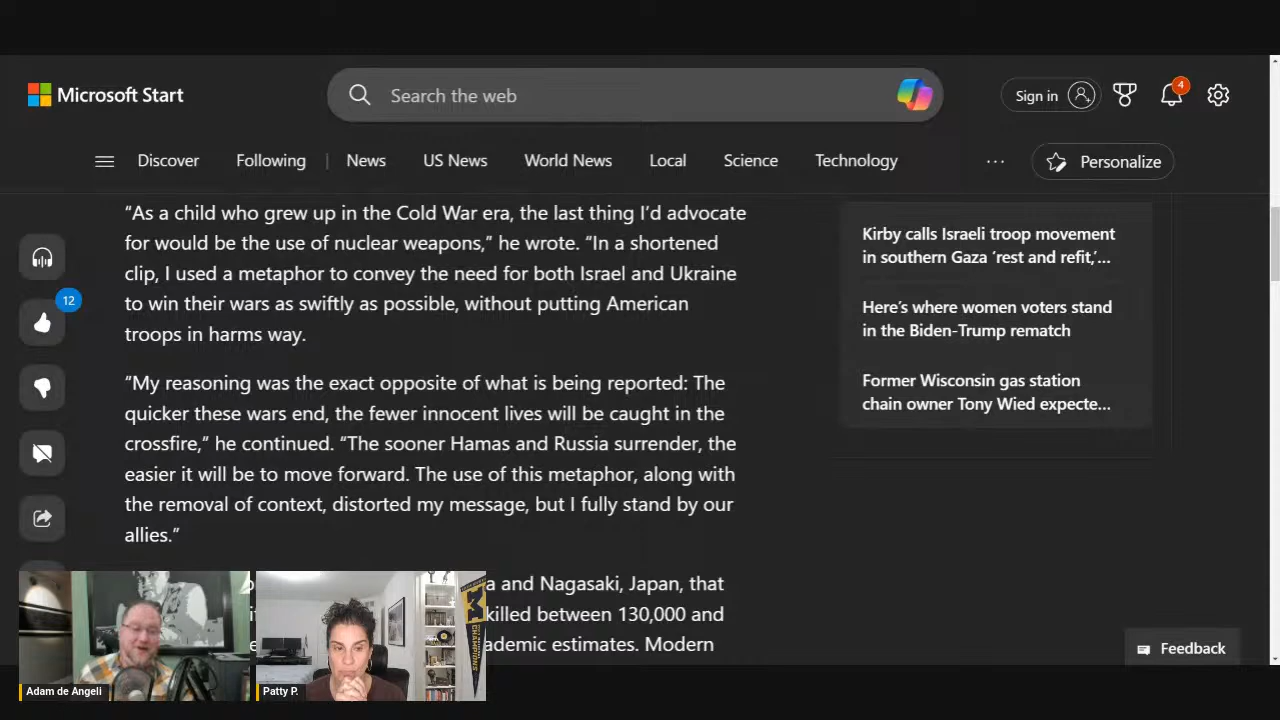 Microsoft Start
Search the web
Sign in
4
Discover
Following
News
US News
World News
Local
Science
Technology
Personalize
“As a child who grew up in the Cold War era, the last thing I’d advocate
for would be the use of nuclear weapons,” he wrote. “In a shortened
clip, I used a metaphor to convey the need for both Israel and Ukraine
to win their wars as swiftly as possible, without putting American
troops in harms way.
“My reasoning was the exact opposite of what is being reported: The
quicker these wars end, the fewer innocent lives will be caught in the
crossfire,” he continued. “The sooner Hamas and Russia surrender, the
easier it will be to move forward. The use of this metaphor, along with
the removal of context, distorted my message, but I fully stand by our
allies.”
a and Nagasaki, Japan, that
killed between 130,000 and
ademic estimates. Modern
12
Kirby calls Israeli troop movement
in southern Gaza ‘rest and refit,’...
Here’s where women voters stand
in the Biden-Trump rematch
Former Wisconsin gas station
chain owner Tony Wied expecte...
Feedback
Adam de Angeli
Patty P.
CHAMPIONS